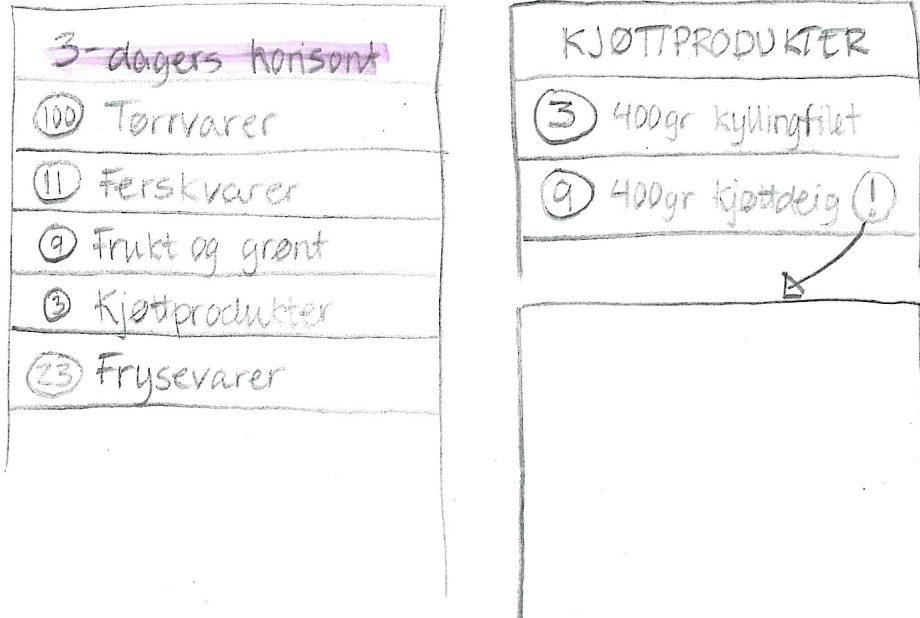 3-dagers horisont
100 Tørrvarer
11 Ferskvarer
9 Frukt og grønt
3 Kjøttprodukter
23 Frysevarer
KJØTTPRODUKTER
3 400gr kyllingfilet
9 400gr kjøttdeig !